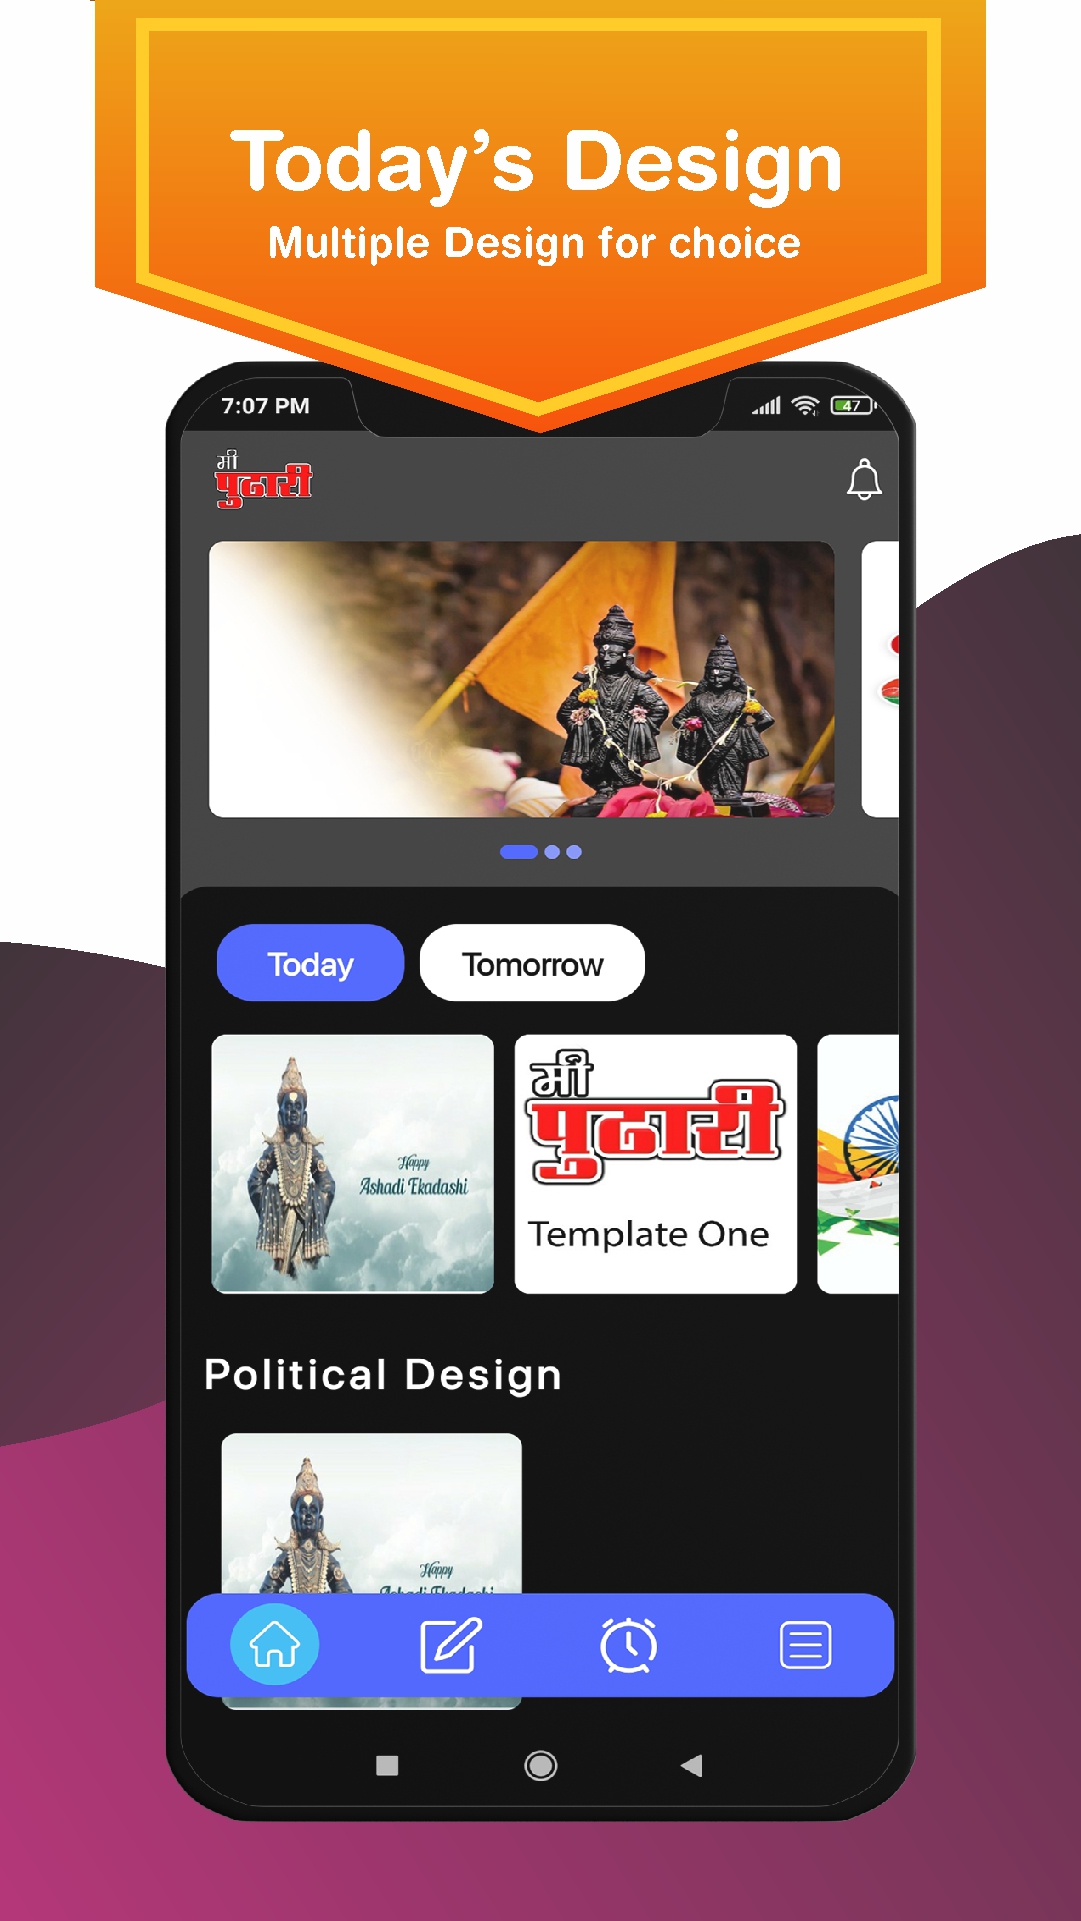 Today's Design
Multiple Design for choice
7:07 PM
47
मी
पुढारी
Today
Tomorrow
Happy
Ashadi Ekadashi
मी
पुढारी
Template One
Political Design
Happy
Ashadi Ekadashi